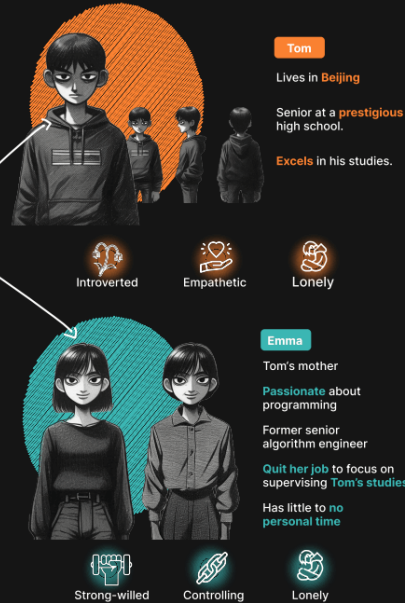 Tom
Lives in Beijing
Senior at a prestigious
high school.
Excels in his studies.
Introverted
Empathetic
Lonely
Emma
Tom's mother
Passionate about
programming
Former senior
algorithm engineer
Quit her job to focus on
supervising Tom's studies
Has little to no
personal time
Strong-willed
Controlling
Lonely